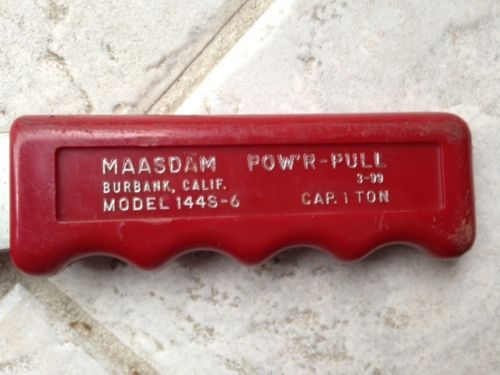 MAASDAM POW'R-PULL
3-99
BURBANK, CALIF.
MODEL 144S-6 CAP. 1 TON